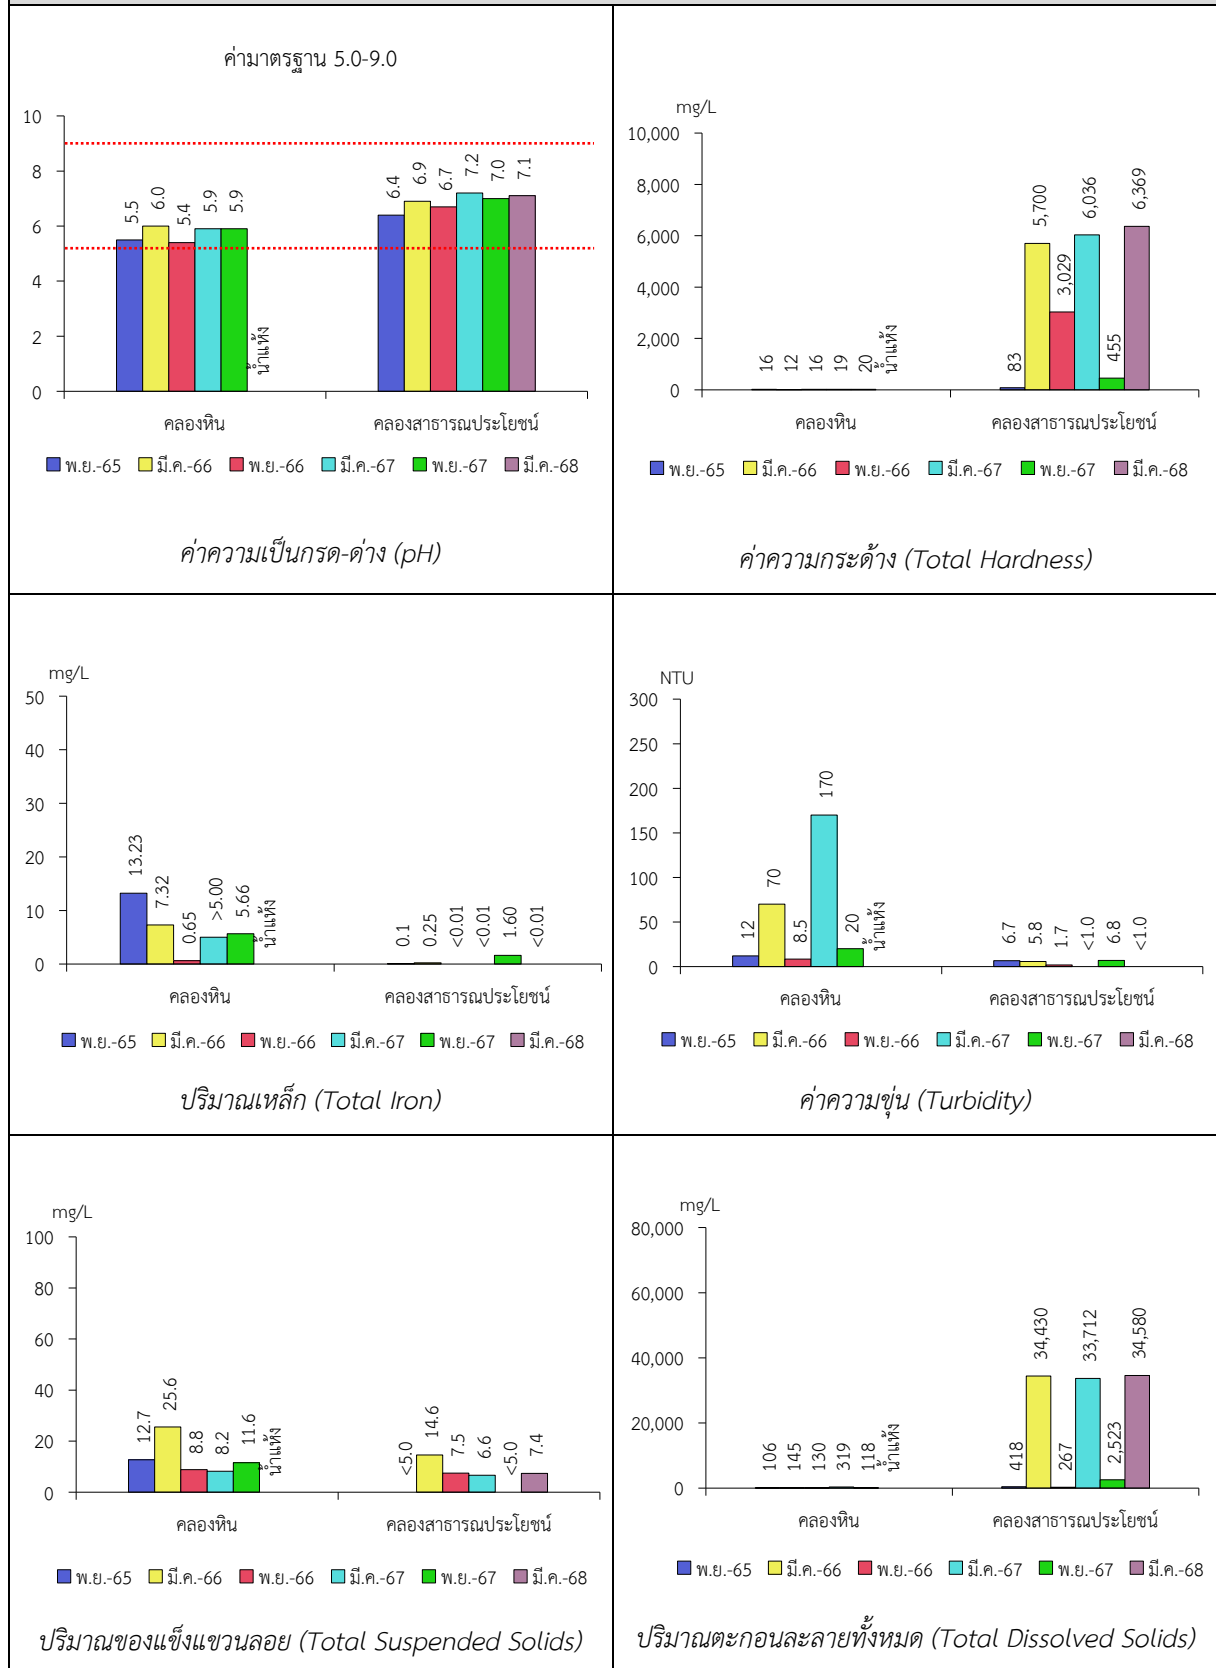 ค่ามาตรฐาน 5.0-9.0
10
8
6
4
2
0
5.5 6.0 5.4 5.9 5.9 น้ำแห้ง
6.4 6.9 6.7 7.2 7.0 7.1
คลองหิน คลองสาธารณประโยชน์
พ.ย.-65 มี.ค.-66 พ.ย.-66 มี.ค.-67 พ.ย.-67 มี.ค.-68
ค่าความเป็นกรด-ด่าง (pH)
mg/L
10,000
8,000
6,000
4,000
2,000
0
16 12 16 19 20 น้ำแห้ง
83 5,700 3,029 6,036 455 6,369
คลองหิน คลองสาธารณประโยชน์
พ.ย.-65 มี.ค.-66 พ.ย.-66 มี.ค.-67 พ.ย.-67 มี.ค.-68
ค่าความกระด้าง (Total Hardness)
mg/L
50
40
30
20
10
0
13.23 7.32 0.65 >5.00 5.66 น้ำแห้ง
0.1 0.25 <0.01 <0.01 1.60 <0.01
คลองหิน คลองสาธารณประโยชน์
พ.ย.-65 มี.ค.-66 พ.ย.-66 มี.ค.-67 พ.ย.-67 มี.ค.-68
ปริมาณเหล็ก (Total Iron)
NTU
300
250
200
150
100
50
0
12 70 8.5 170 20 น้ำแห้ง
6.7 5.8 1.7 <1.0 6.8 <1.0
คลองหิน คลองสาธารณประโยชน์
พ.ย.-65 มี.ค.-66 พ.ย.-66 มี.ค.-67 พ.ย.-67 มี.ค.-68
ค่าความขุ่น (Turbidity)
mg/L
100
80
60
40
20
0
12.7 25.6 8.8 8.2 11.6 น้ำแห้ง
<5.0 14.6 7.5 6.6 <5.0 7.4
คลองหิน คลองสาธารณประโยชน์
พ.ย.-65 มี.ค.-66 พ.ย.-66 มี.ค.-67 พ.ย.-67 มี.ค.-68
ปริมาณของแข็งแขวนลอย (Total Suspended Solids)
mg/L
80,000
60,000
40,000
20,000
0
106 145 130 319 118 น้ำแห้ง
418 34,430 267 33,712 2,523 34,580
คลองหิน คลองสาธารณประโยชน์
พ.ย.-65 มี.ค.-66 พ.ย.-66 มี.ค.-67 พ.ย.-67 มี.ค.-68
ปริมาณตะกอนละลายทั้งหมด (Total Dissolved Solids)